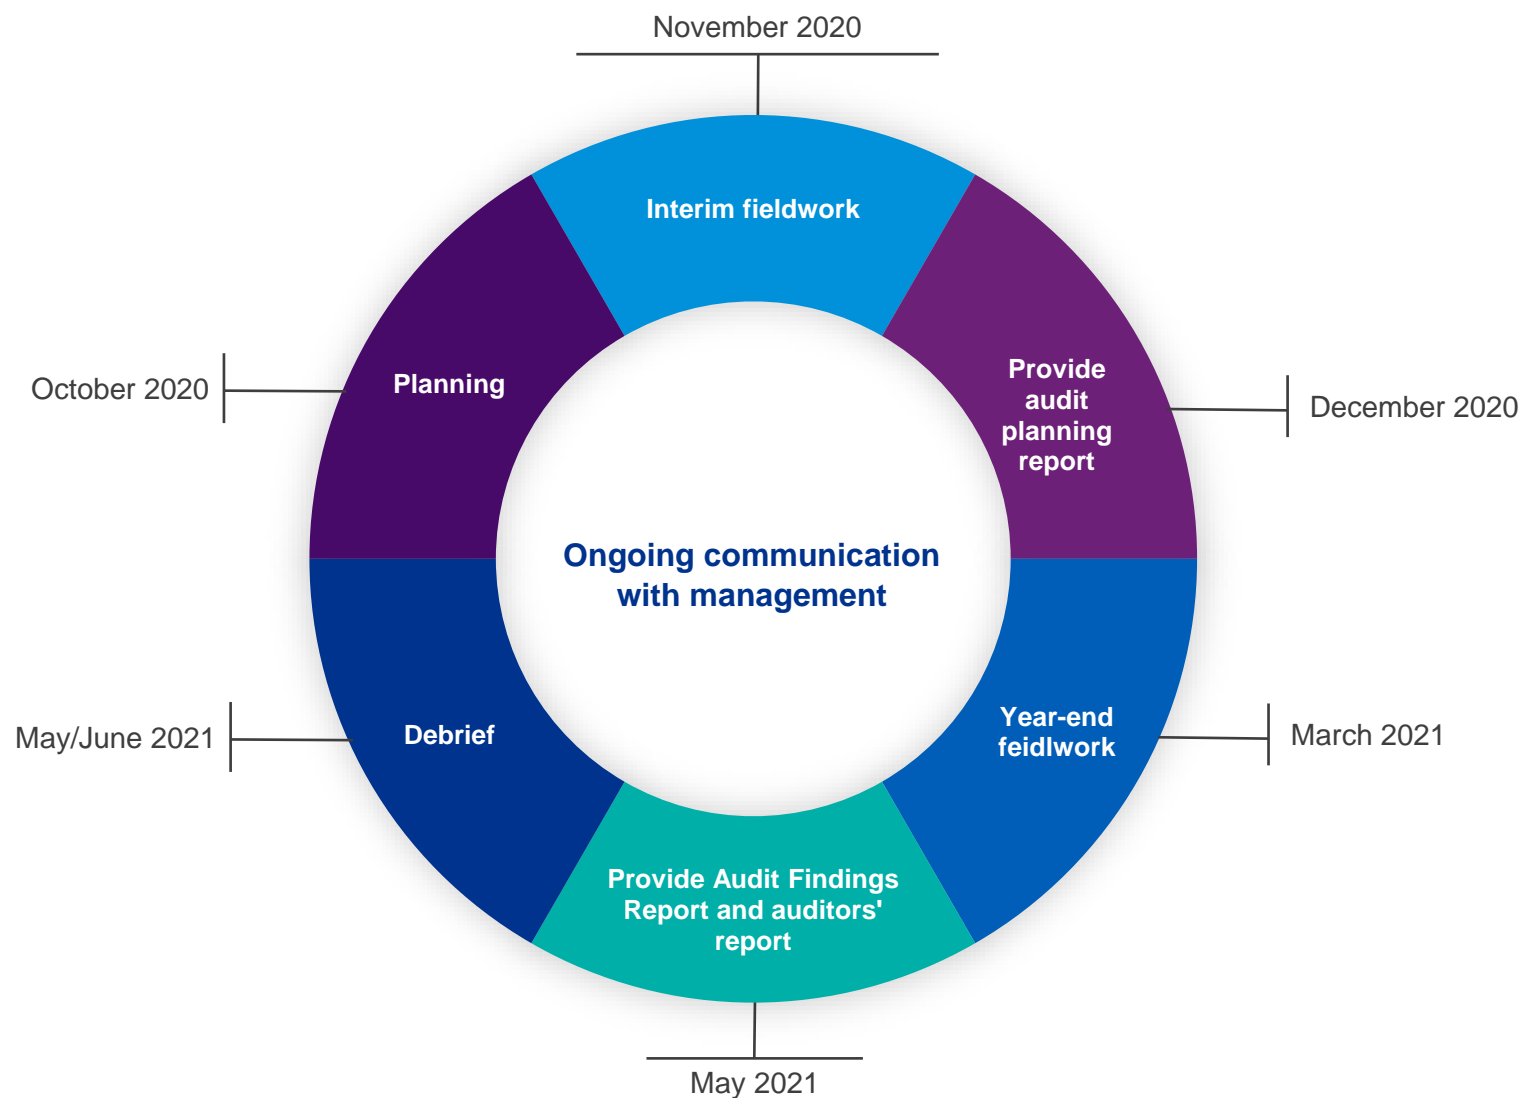 November 2020
Interim fieldwork
Provide
audit
planning
report
December 2020
Planning
October 2020
Ongoing communication
with management
Year-end
feidlwork
March 2021
Debrief
May/June 2021
Provide Audit Findings
Report and auditors'
report
May 2021